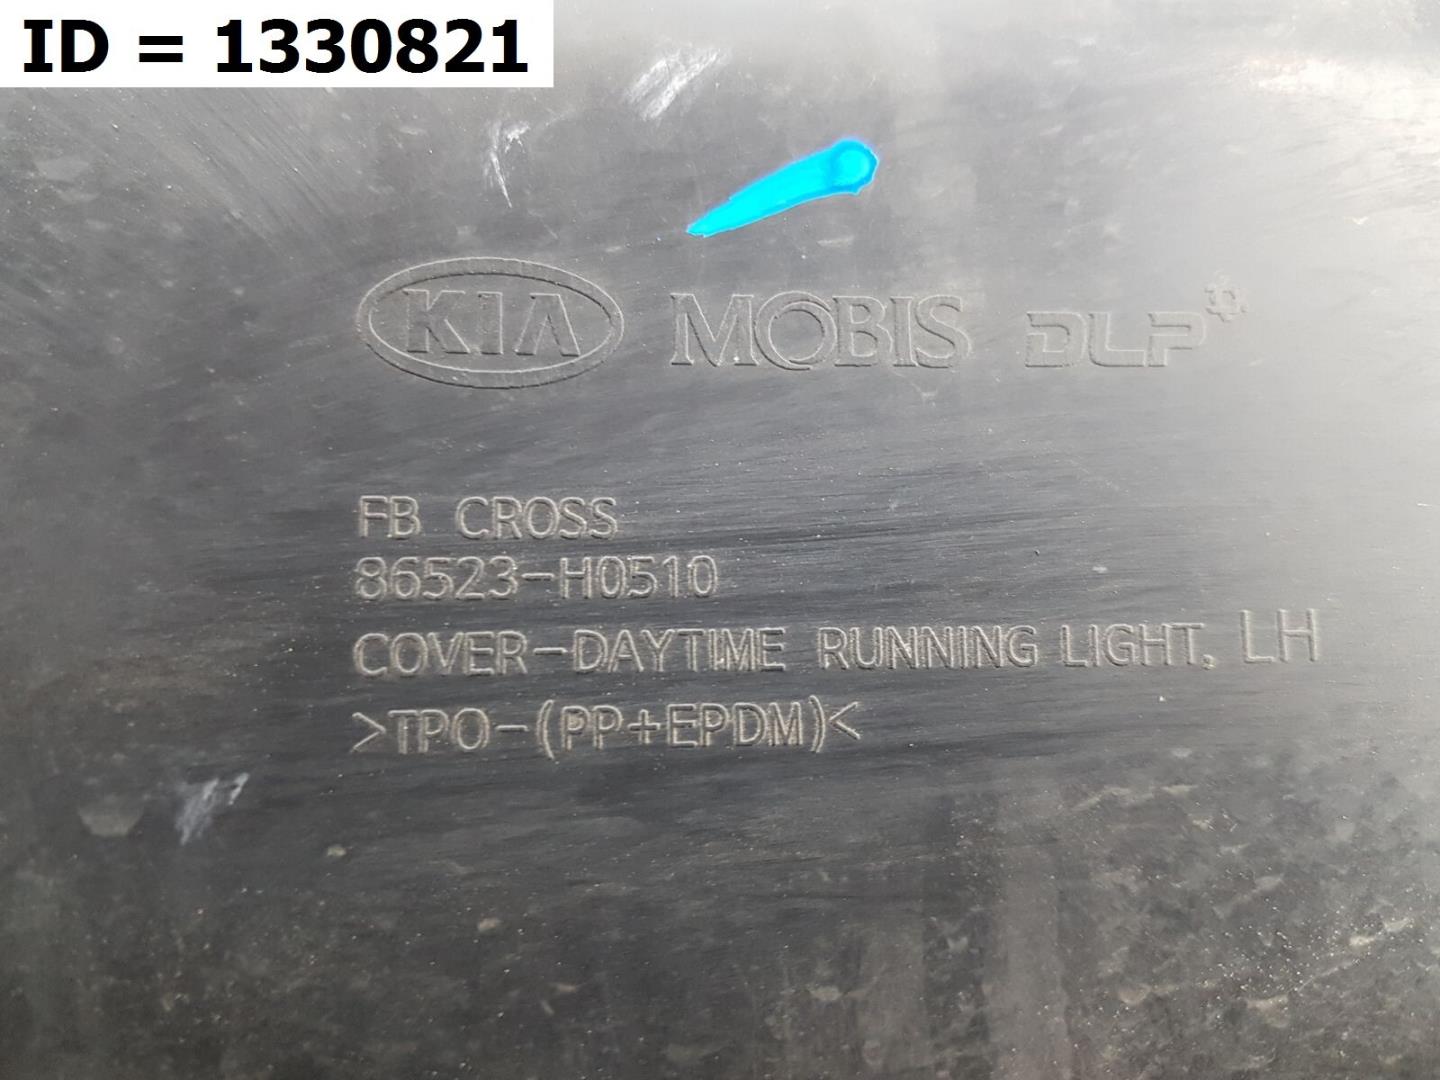 ID = 1330821
KIA MOBIS DLP
FB CROSS
86523-H0510
COVER-DAYTIME RUNNING LIGHT, LH
>TPO-(PP+EPDM)<